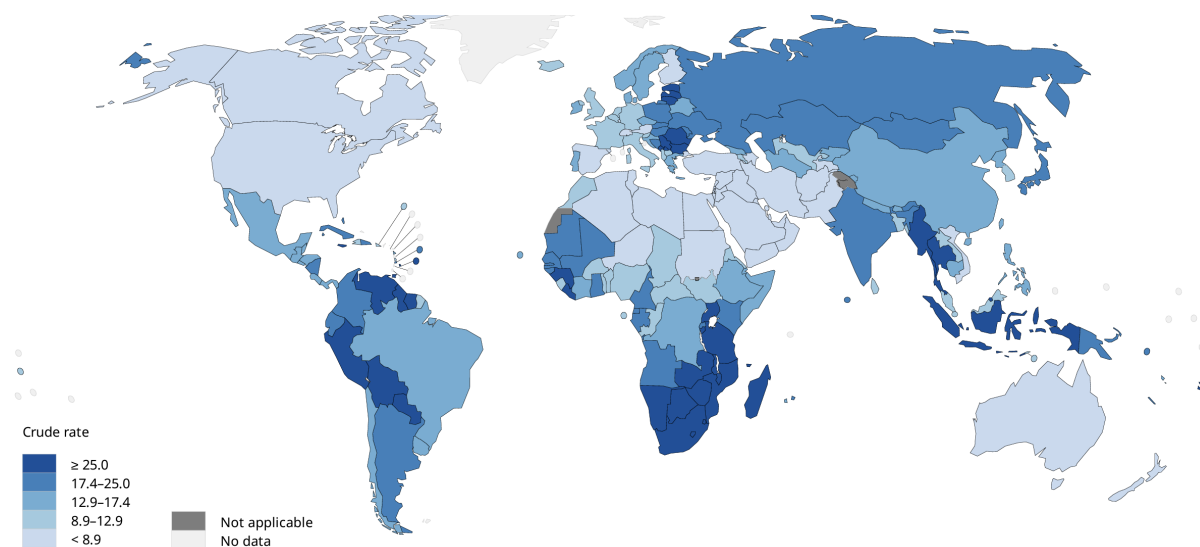 Crude rate
≥ 25.0
17.4–25.0
12.9–17.4
8.9–12.9
< 8.9
Not applicable
No data